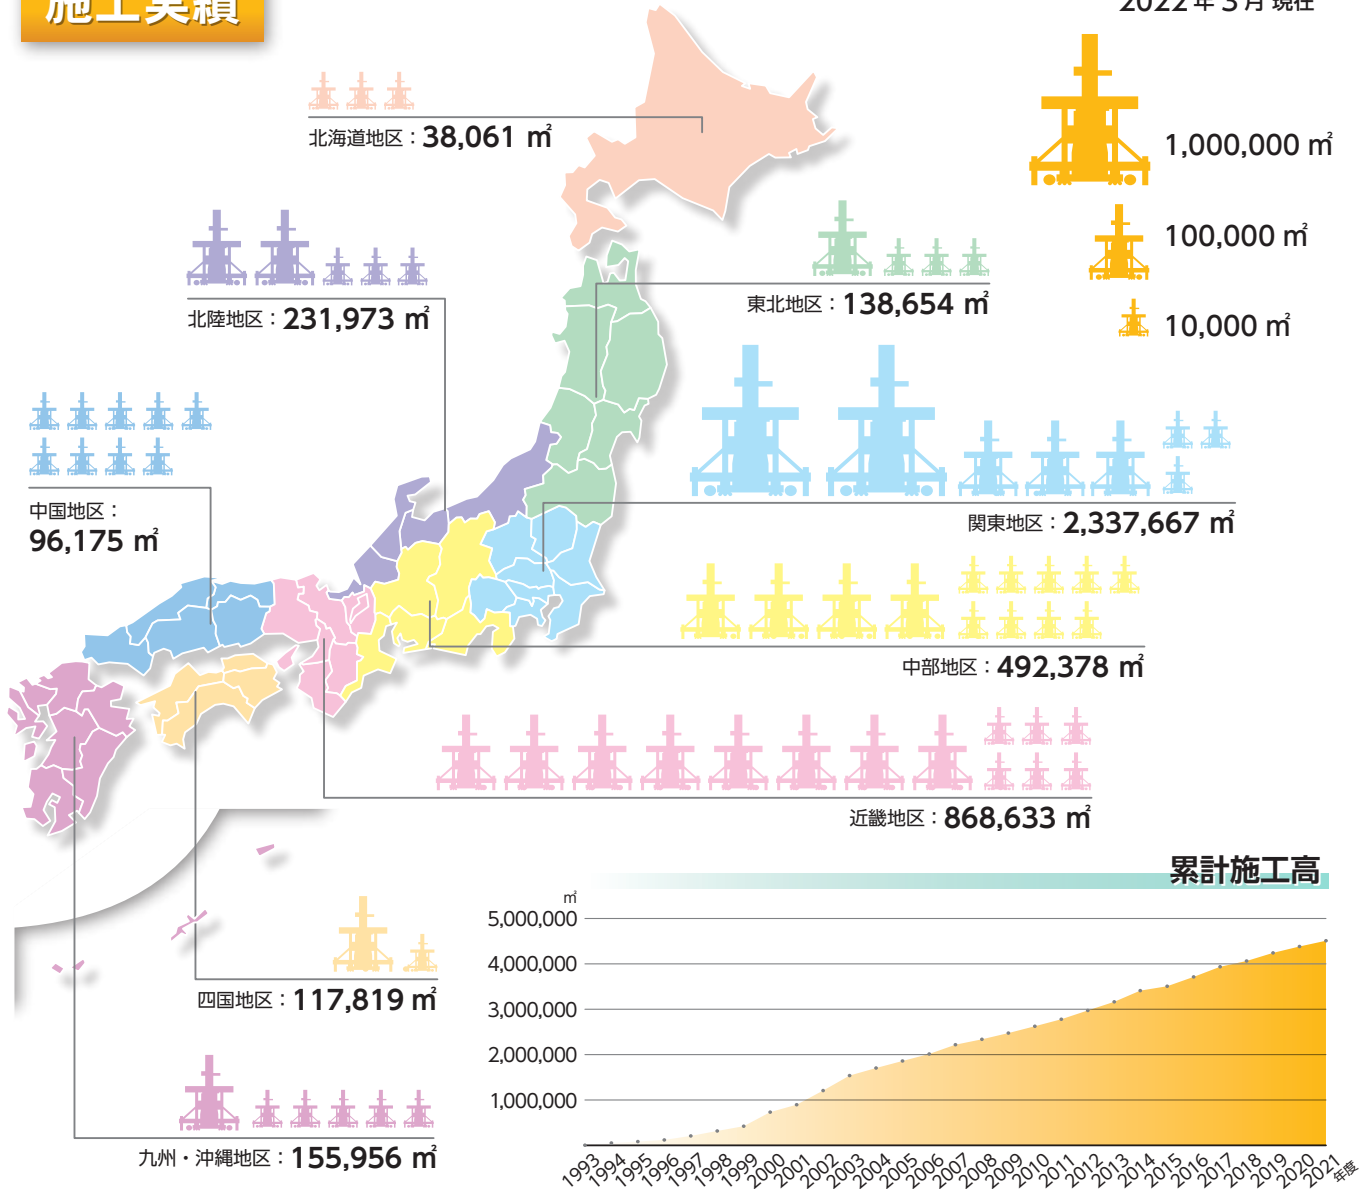 施工実績
2022年3月現在
1,000,000 ㎡
100,000 ㎡
10,000 ㎡
北海道地区：38,061 ㎡
北陸地区：231,973 ㎡
東北地区：138,654 ㎡
中国地区：
96,175 ㎡
関東地区：2,337,667 ㎡
中部地区：492,378 ㎡
近畿地区：868,633 ㎡
四国地区：117,819 ㎡
九州・沖縄地区：155,956 ㎡
累計施工高
㎡
5,000,000
4,000,000
3,000,000
2,000,000
1,000,000
1993 1994 1995 1996 1997 1998 1999 2000 2001 2002 2003 2004 2005 2006 2007 2008 2009 2010 2011 2012 2013 2014 2015 2016 2017 2018 2019 2020 2021 年度